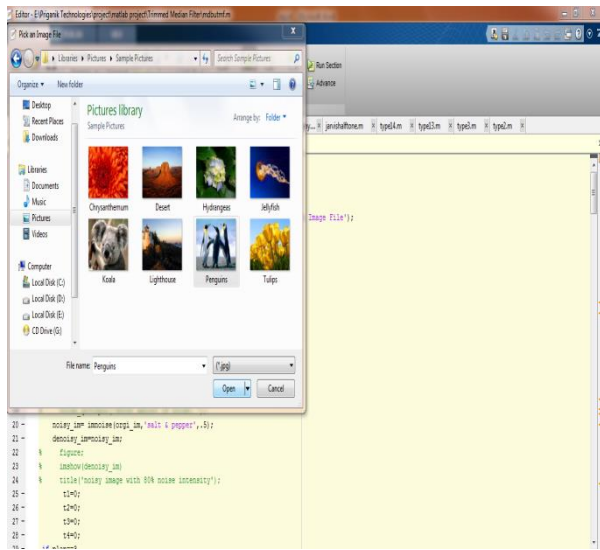 Editor - E:\Priganik Technologies\project\matlab project\Trimmed Median Filter\mdbutmf.m
Pick an Image File
Libraries ▸ Pictures ▸ Sample Pictures
Search Sample Pictures
Organize
New folder
Run Section
Advance
janishalftone.m
type14.m
type13.m
type3.m
type2.m
Desktop
Recent Places
Downloads
Libraries
Documents
Music
Pictures
Videos
Computer
Local Disk (C:)
Local Disk (D:)
Local Disk (E:)
CD Drive (G:)
Pictures library
Sample Pictures
Arrange by: Folder
Chrysanthemum
Desert
Hydrangeas
Jellyfish
Koala
Lighthouse
Penguins
Tulips
Image File');
File name: Penguins
(*.jpg)
Open
Cancel
20 - noisy_im= imnoise(orgi_im,'salt & pepper',.5);
21 - denoisy_im=noisy_im;
22 % figure;
23 % imshow(denoisy_im)
24 % title('noisy image with 80% noise intensity');
25 - t1=0;
26 - t2=0;
27 - t3=0;
28 - t4=0;